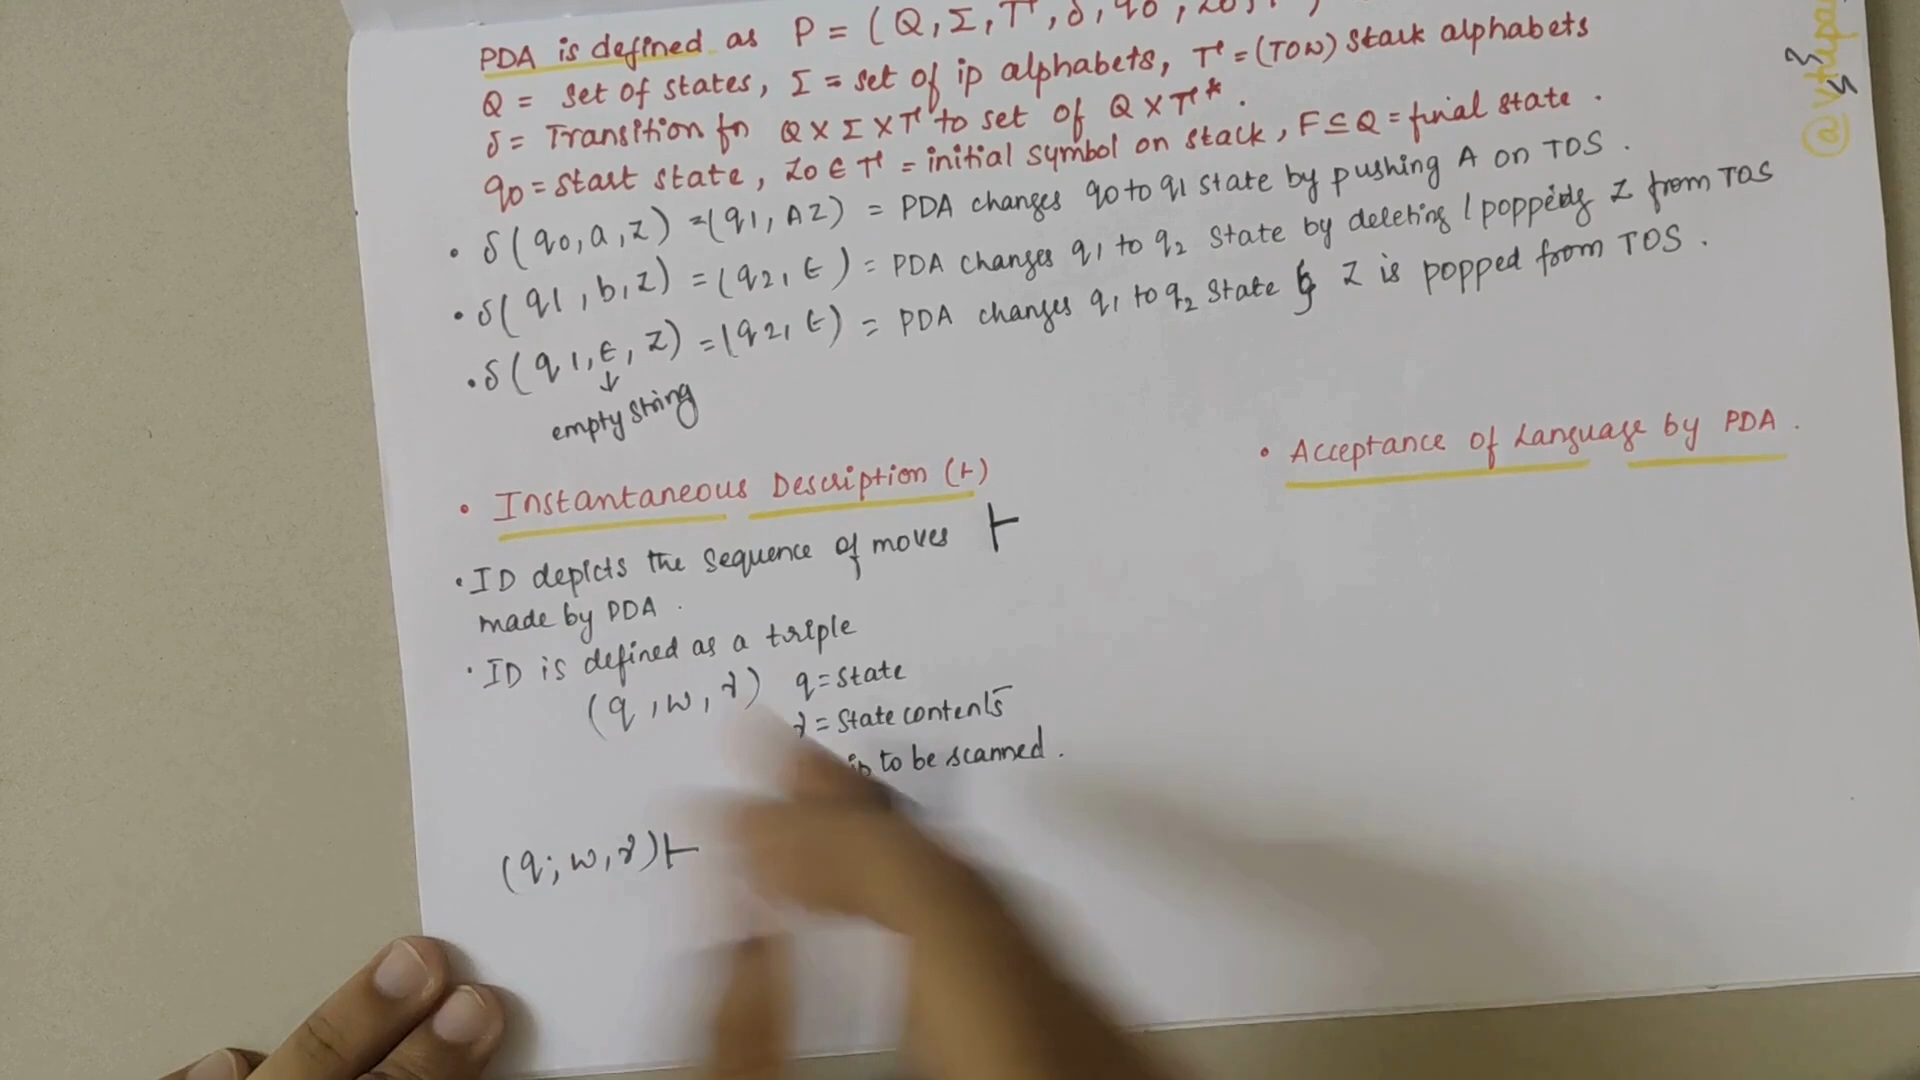 PDA is defined as P = (Q, Σ, Γ, δ, q0, Z0, F)
Q = set of states, Σ = set of ip alphabets, Γ = (TOW) Stack alphabets
δ = Transition fn Q X Σ X Γ to set of Q X Γ*.
q0 = start state, Z0 ∈ Γ = initial symbol on stack, F ⊆ Q = final state.
• δ(q0, a, Z) = (q1, AZ) = PDA changes q0 to q1 state by pushing A on TOS.
• δ(q1, b, Z) = (q2, ε) = PDA changes q1 to q2 State by deleting / popping Z from TOS
• δ(q1, ε, Z) = (q2, ε) = PDA changes q1 to q2 State & Z is popped from TOS.
↓
empty string
• Instantaneous Description (⊢)
• Acceptance of Language by PDA.
• ID depicts the sequence of moves ⊢
made by PDA.
• ID is defined as a triple
(q, w, γ) q = State
γ = State contents
ip to be scanned.
(q, w, γ) ⊢